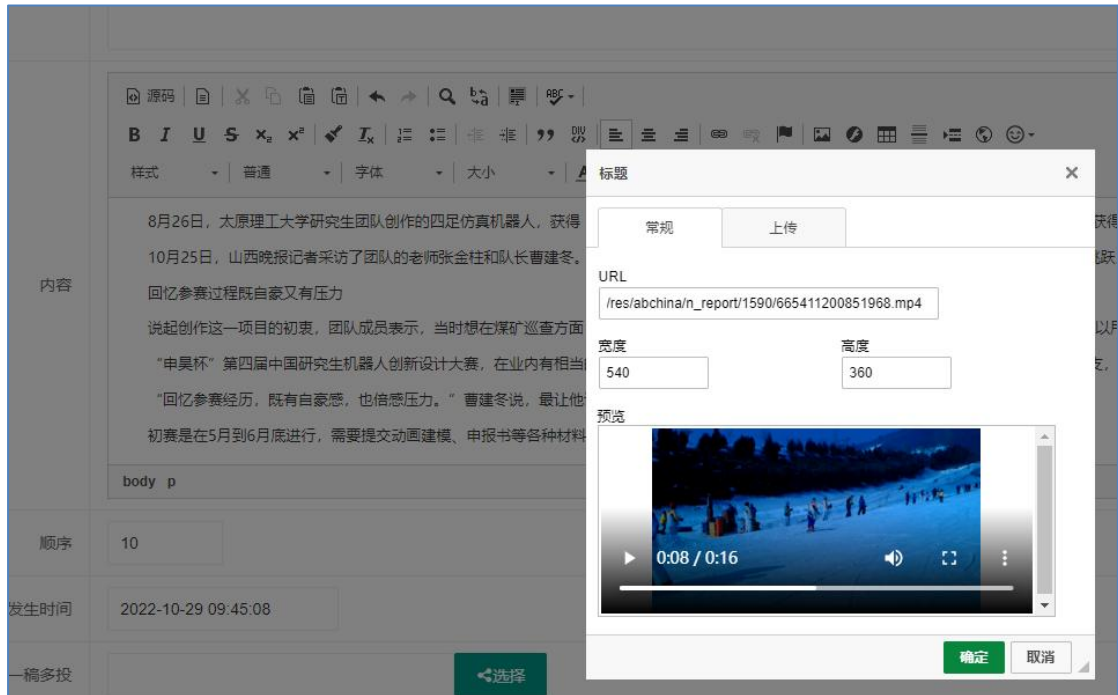 源码
ABC
B I U S x₂ x² Iₓ DIV
样式 普通 字体 大小 A
8月26日，太原理工大学研究生团队创作的四足仿真机器人，获得
获得
10月25日，山西晚报记者采访了团队的老师张金柱和队长曹建冬。
跳跃
回忆参赛过程既自豪又有压力
说起创作这一项目的初衷，团队成员表示，当时想在煤矿巡查方面
“申昊杯”第四届中国研究生机器人创新设计大赛，在业内有相当
支，
“回忆参赛经历，既有自豪感，也倍感压力。”曹建冬说，最让他
初赛是在5月到6月底进行，需要提交动画建模、申报书等各种材料
body p
内容
顺序
10
发生时间
2022-10-29 09:45:08
一稿多投
选择
标题
常规 上传
URL
/res/abchina/n_report/1590/665411200851968.mp4
宽度 高度
540 360
预览
0:08 / 0:16
确定 取消